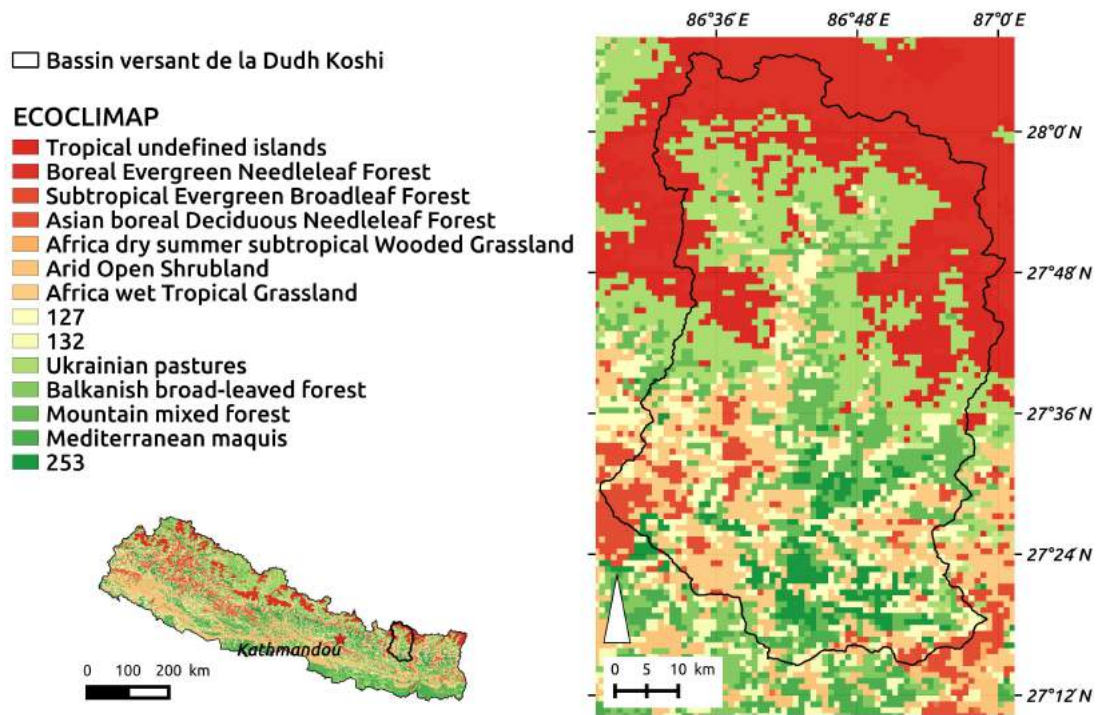 Bassin versant de la Dudh Koshi
ECOCLIMAP
Tropical undefined islands
Boreal Evergreen Needleleaf Forest
Subtropical Evergreen Broadleaf Forest
Asian boreal Deciduous Needleleaf Forest
Africa dry summer subtropical Wooded Grassland
Arid Open Shrubland
Africa wet Tropical Grassland
127
132
Ukrainian pastures
Balkanish broad-leaved forest
Mountain mixed forest
Mediterranean maquis
253
Kathmandou
0 100 200 km
86°36'E 86°48'E 87°0'E
28°0'N
27°48'N
27°36'N
27°24'N
27°12'N
0 5 10 km